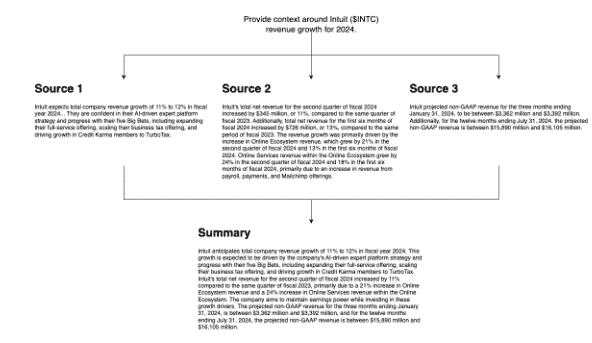 Provide context around Intuit ($INTC)
revenue growth for 2024.
Source 1
Intuit expects total company revenue growth of 11% to 12% in fiscal
year 2024... They are confident in their AI-driven expert platform
strategy and progress with their five Big Bets, including expanding
their full-service offering, scaling their business tax offering, and
driving growth in Credit Karma members to TurboTax.
Source 2
Intuit's total net revenue for the second quarter of fiscal 2024
increased by $345 million, or 11%, compared to the same quarter of
fiscal 2023. Additionally, total net revenue for the first six months of
fiscal 2024 increased by $726 million, or 13%, compared to the same
period of fiscal 2023. The revenue growth was primarily driven by the
increase in Online Ecosystem revenue, which grew by 21% in the
second quarter of fiscal 2024 and 13% in the first six months of
fiscal 2024. Online Services revenue within the Online Ecosystem grew by
24% in the second quarter of fiscal 2024 and 18% in the first six
months of fiscal 2024, primarily due to an increase in revenue from
payroll, payments, and Mailchimp offerings.
Source 3
Intuit projected non-GAAP revenue for the three months ending
January 31, 2024, to be between $3,362 million and $3,392 million.
Additionally, for the twelve months ending July 31, 2024, the projected
non-GAAP revenue is between $15,890 million and $16,105 million.
Summary
Intuit anticipates total company revenue growth of 11% to 12% in fiscal year 2024. This
growth is expected to be driven by the company's AI-driven expert platform strategy and
progress with their five Big Bets, including expanding their full-service offering, scaling
their business tax offering, and driving growth in Credit Karma members to TurboTax.
Intuit's total net revenue for the second quarter of fiscal 2024 increased by 11%
compared to the same quarter of fiscal 2023, primarily due to a 21% increase in Online
Ecosystem revenue and a 24% increase in Online Services revenue within the Online
Ecosystem. The company aims to maintain earnings power while investing in these
growth drivers. The projected non-GAAP revenue for the three months ending January
31, 2024, is between $3,362 million and $3,392 million, and for the twelve months
ending July 31, 2024, the projected non-GAAP revenue is between $15,890 million and
$16,105 million.